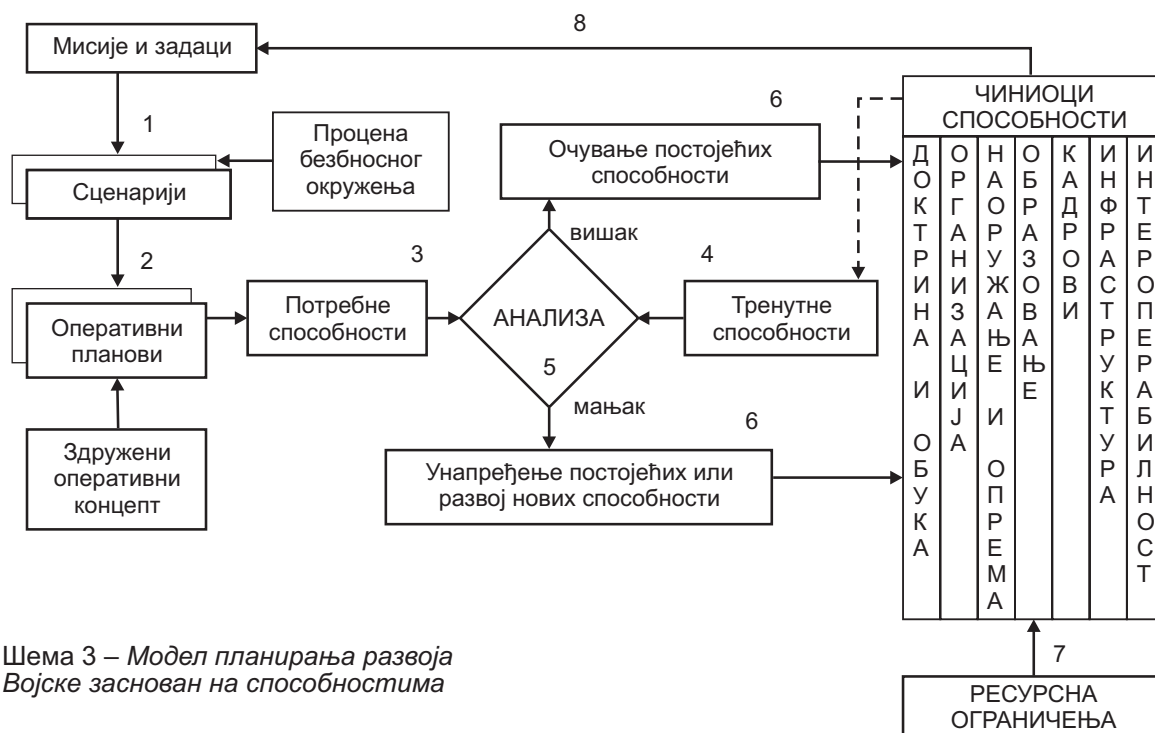 8
Мисије и задаци
1
Процена
безбносног
окружења
Сценарији
2
Оперативни
планови
Здружени
оперативни
концепт
3
Потребне
способности
6
Очување постојећих
способности
вишак
АНАЛИЗА
5
4
Тренутне
способности
мањак
6
Унапређење постојећих или
развој нових способности
ЧИНИОЦИ
СПОСОБНОСТИ
ДОКТРИНА И ОБУКА
ОРГАНИЗАЦИЈА
НАОРУЖАЊЕ И ОПРЕМА
ОБРАЗОВАЊЕ
КАДРОВИ
ИНФРАСТРУКТУРА
ИНТЕРОПЕРАБИЛНОСТ
7
РЕСУРСНА
ОГРАНИЧЕЊА
Шема 3 – Модел планирања развоја
Војске заснован на способностима